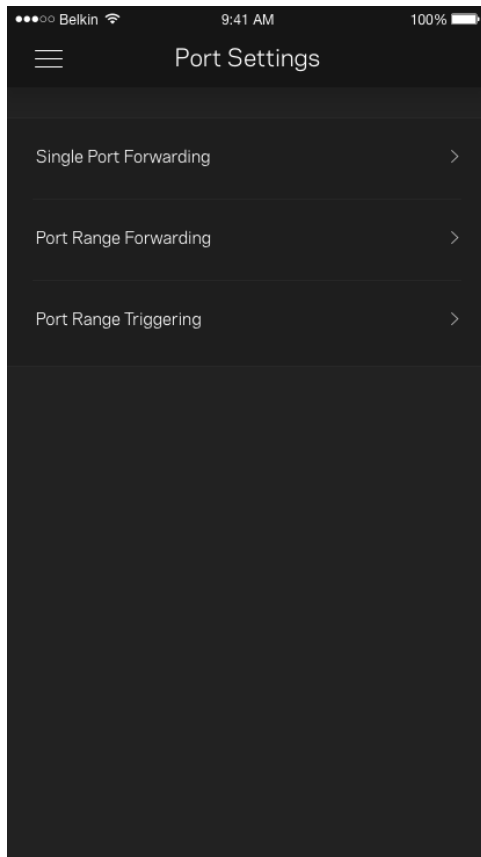 ●●●○○ Belkin 9:41 AM 100%
Port Settings
Single Port Forwarding
Port Range Forwarding
Port Range Triggering